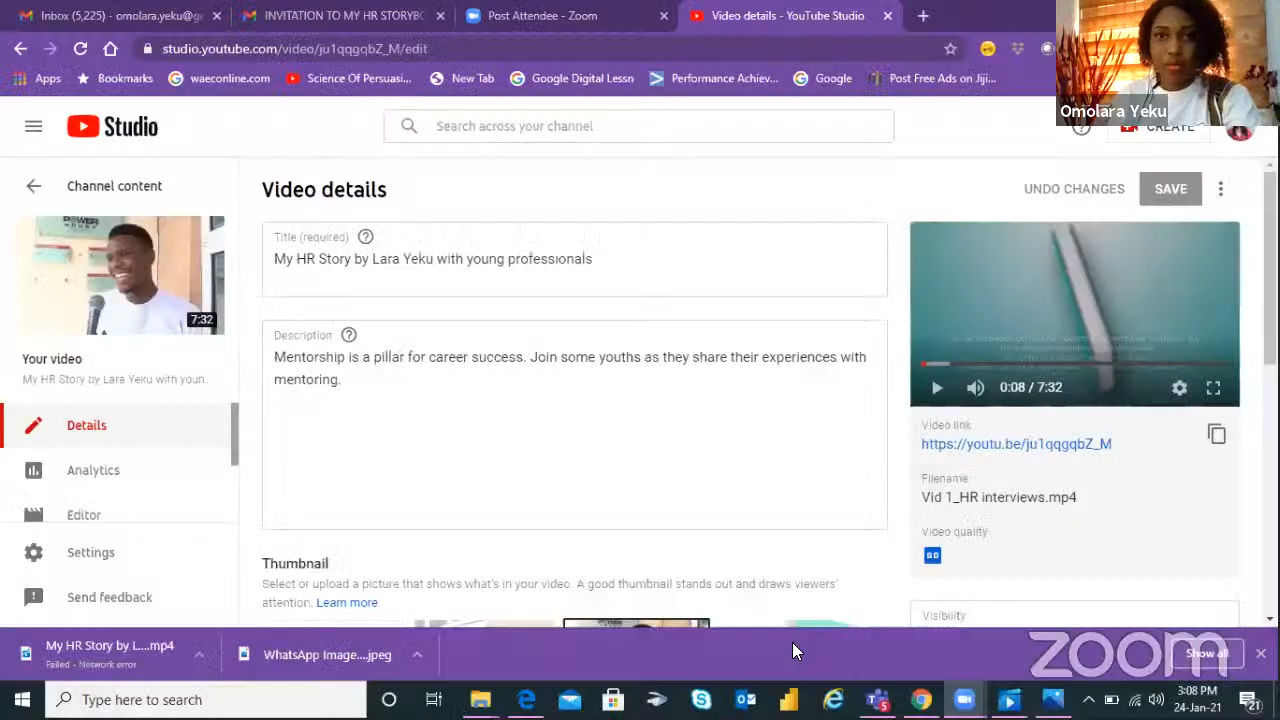 Inbox (5,225) - omolara.yeku@g
INVITATION TO MY HR STORYBO
Post Attendee - Zoom
Video details - YouTube Studio
studio.youtube.com/video/ju1qqgqbZ_M/edit
Apps
Bookmarks
waeconline.com
Science Of Persuasi...
New Tab
Google Digital Lessn
Performance Achiev...
Google
Post Free Ads on Jiji...
Omolara Yeku
Studio
Search across your channel
CREATE
Channel content
Video details
UNDO CHANGES
SAVE
POWER
7:32
Title (required)
My HR Story by Lara Yeku with young professionals
Description
Mentorship is a pillar for career success. Join some youths as they share their experiences with
mentoring.
Your video
My HR Story by Lara Yeku with youn...
Details
Analytics
Editor
Settings
Send feedback
0:08 / 7:32
Video link
https://youtu.be/ju1qqgqbZ_M
Filename
Vid 1_HR interviews.mp4
Video quality
SD
Thumbnail
Select or upload a picture that shows what's in your video. A good thumbnail stands out and draws viewers'
attention. Learn more
Visibility
My HR Story by L....mp4
Failed - Network error
WhatsApp Image....jpeg
Show all
zoom
Type here to search
3:08 PM
24-Jan-21
21